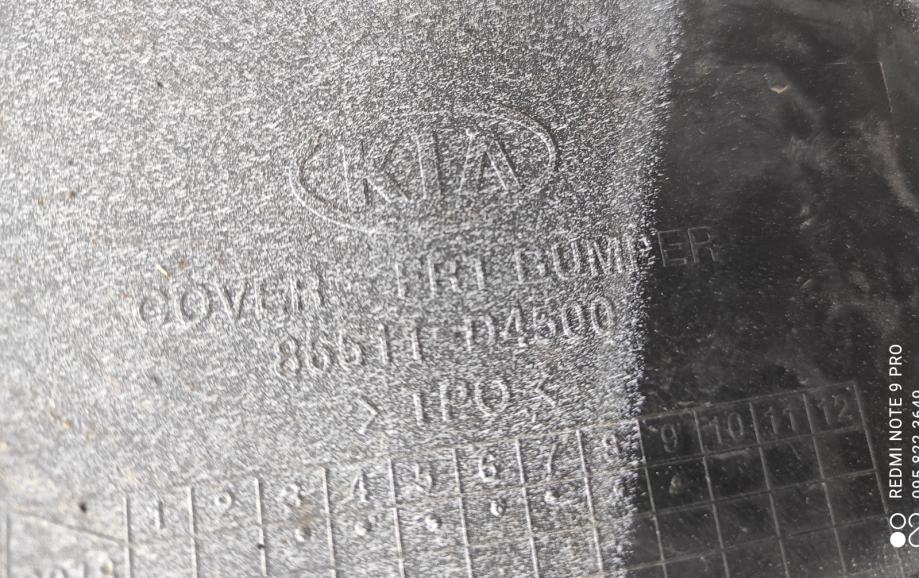 KIA
COVER - FRT BUMPER
86511 D4500
>TPO<
1 2 3 4 5 6 7 8 9 10 11 12
REDMI NOTE 9 PRO